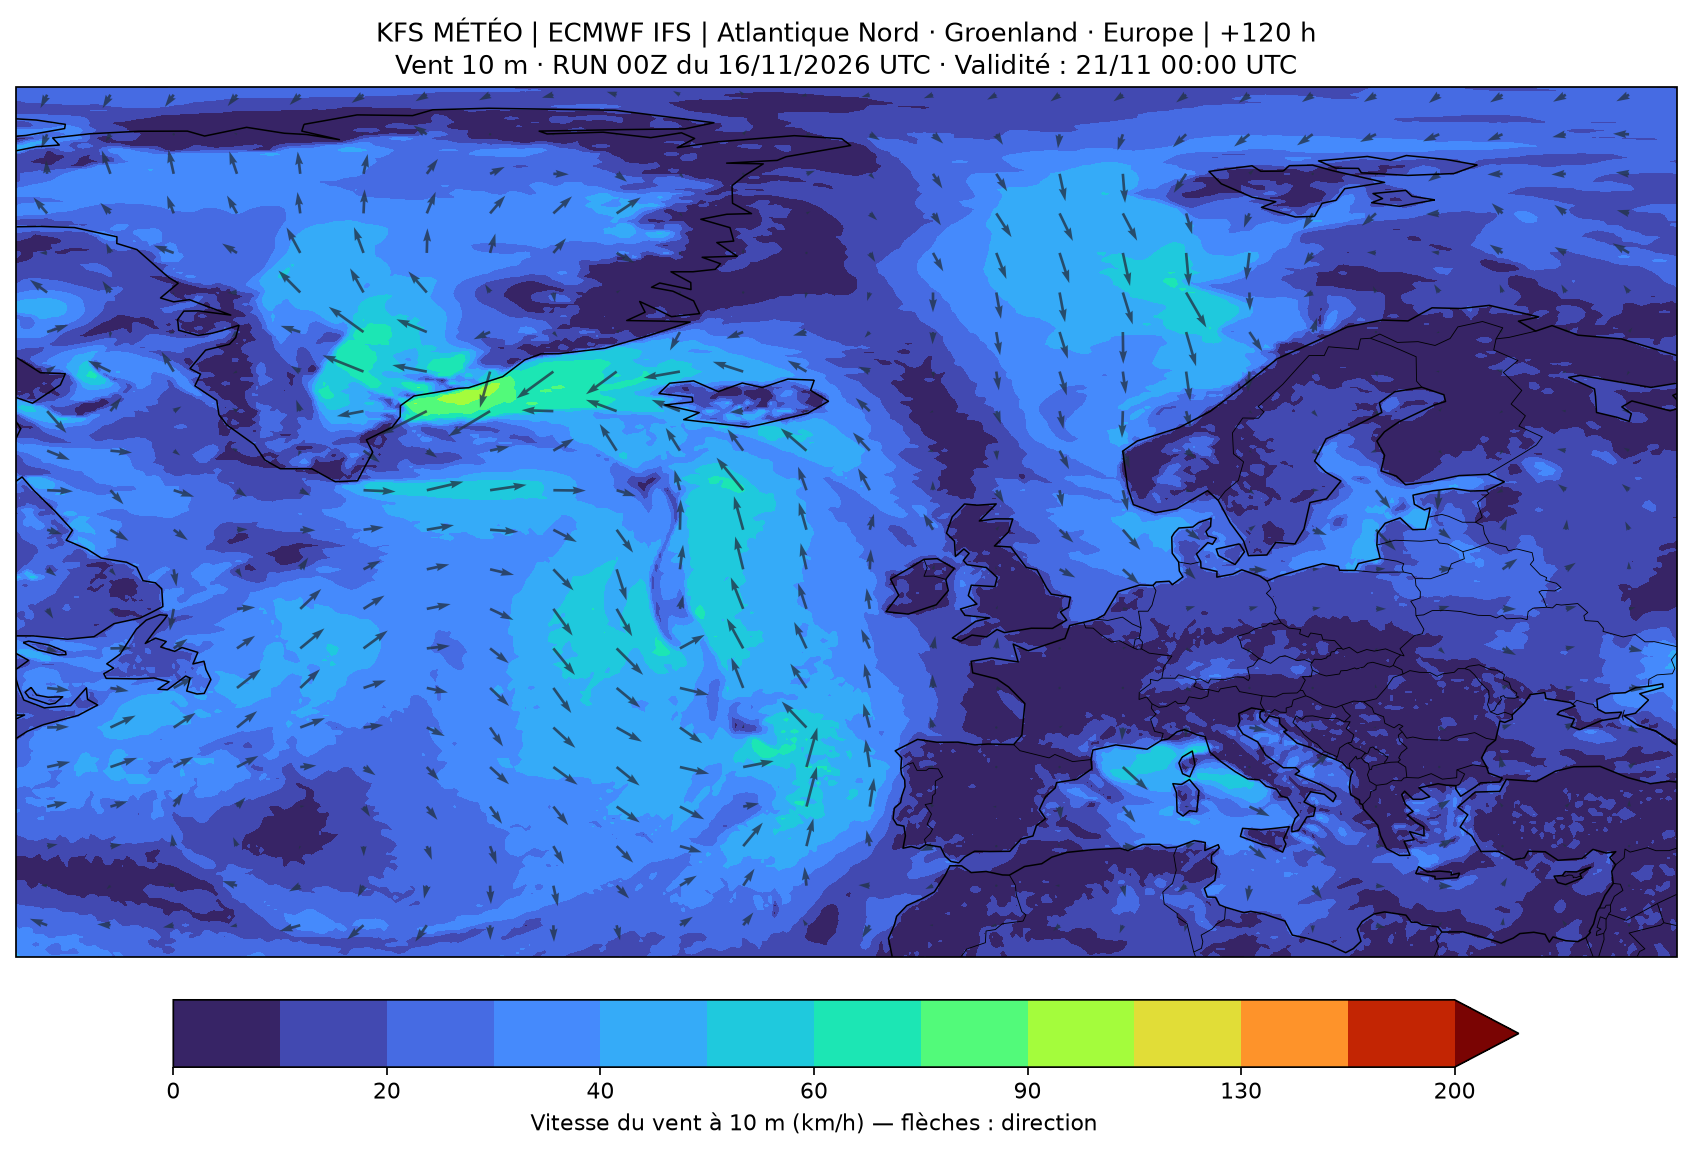 KFS MÉTÉO | ECMWF IFS | Atlantique Nord · Groenland · Europe | +120 h
Vent 10 m · RUN 00Z du 16/11/2026 UTC · Validité : 21/11 00:00 UTC
0 20 40 60 90 130 200
Vitesse du vent à 10 m (km/h) — flèches : direction